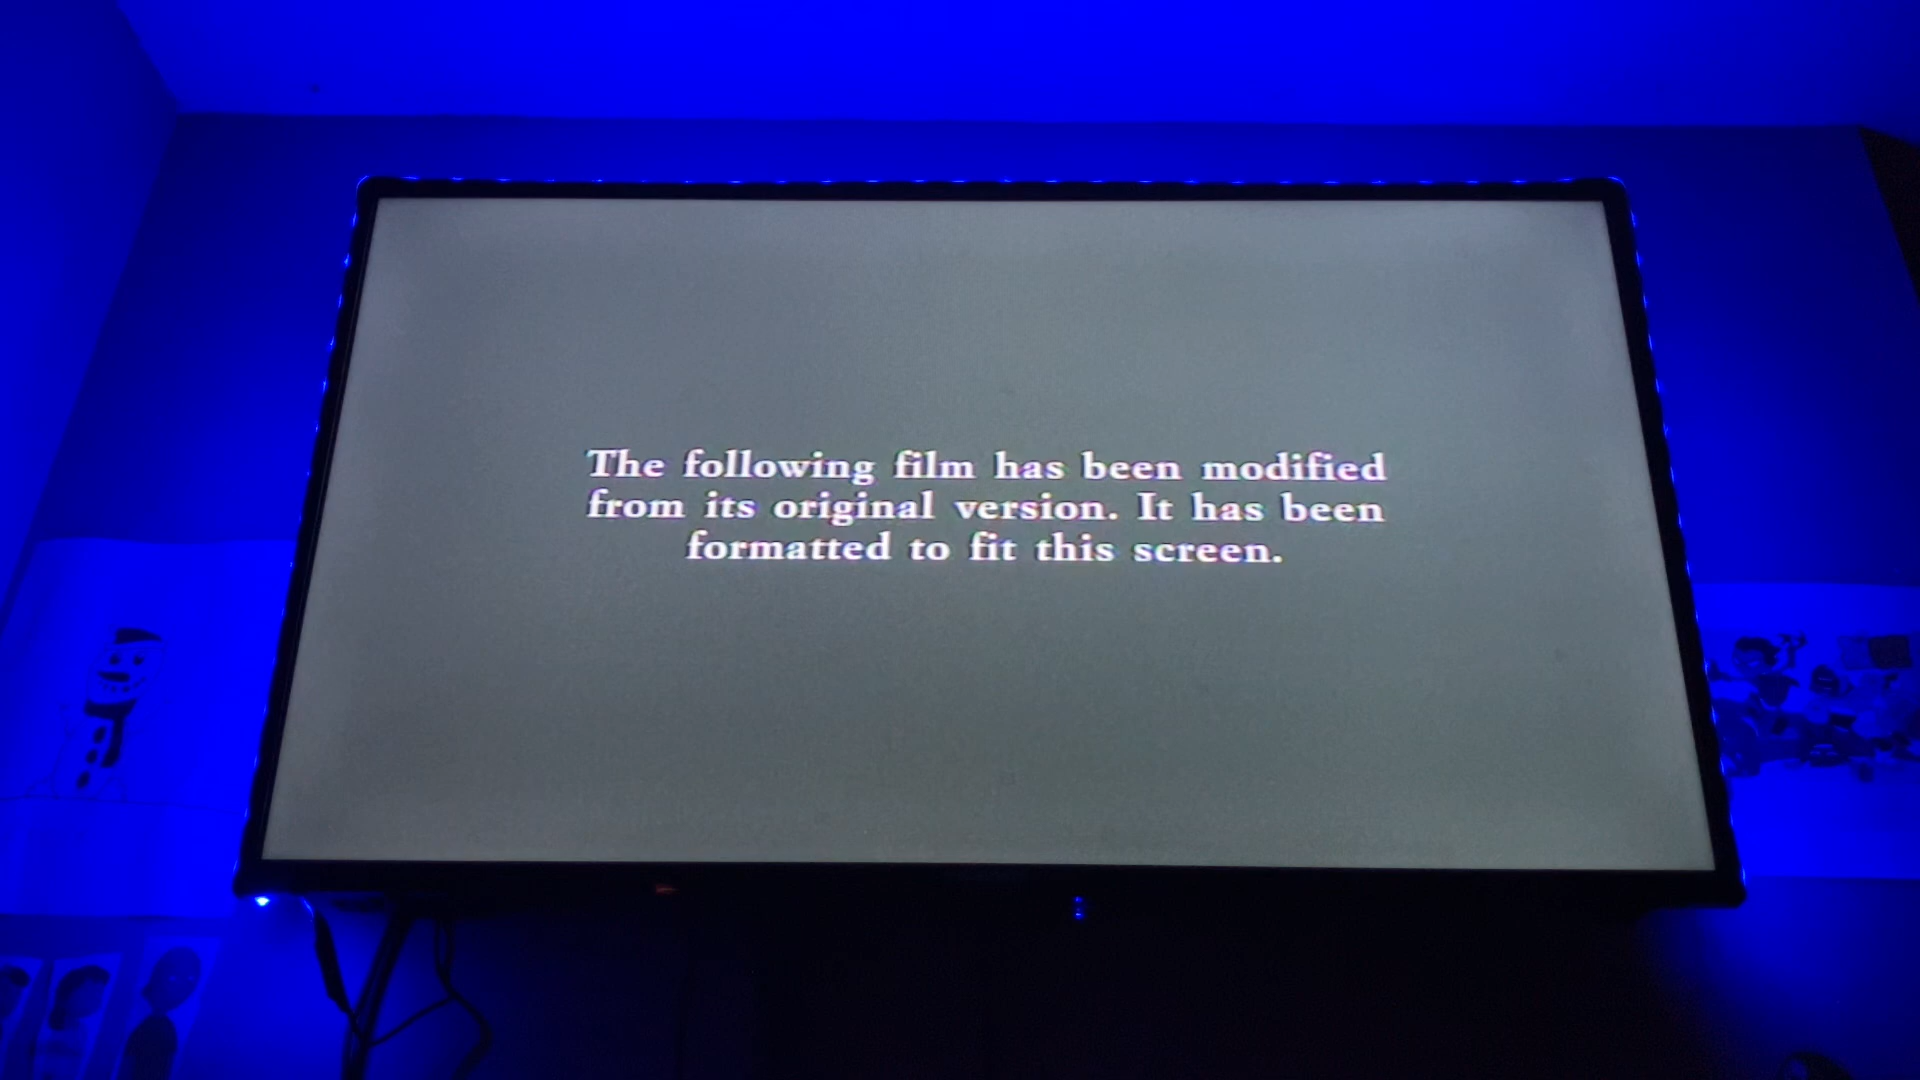 The following film has been modified
from its original version. It has been
formatted to fit this screen.